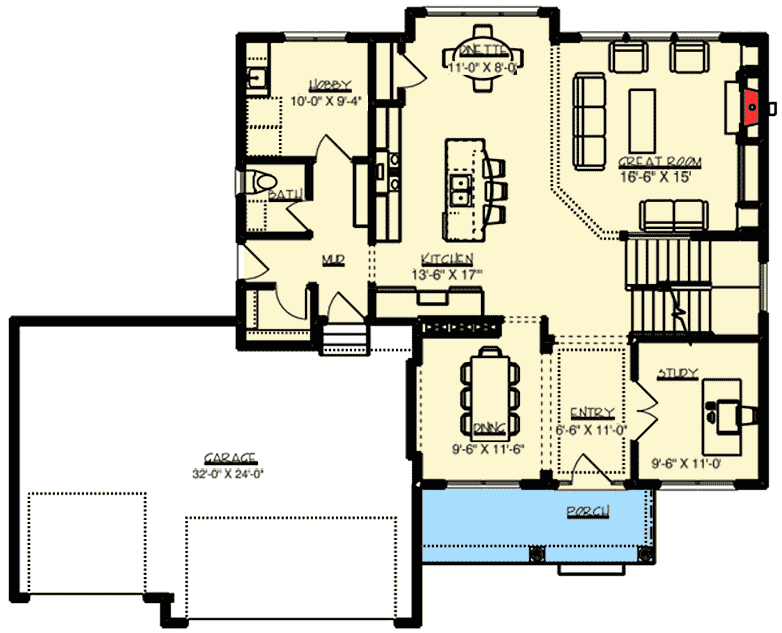 DINETTE
11'-0" X 8'-0
HOBBY
10'-0" X 9'-4"
GREAT ROOM
16'-6" X 15'
BATH
MUD
KITCHEN
13'-6" X 17'"
STUDY
9'-6" X 11'-0'
ENTRY
6'-6" X 11'-0"
DINING
9'-6" X 11'-6"
GARAGE
32'-0" X 24'-0"
PORCH